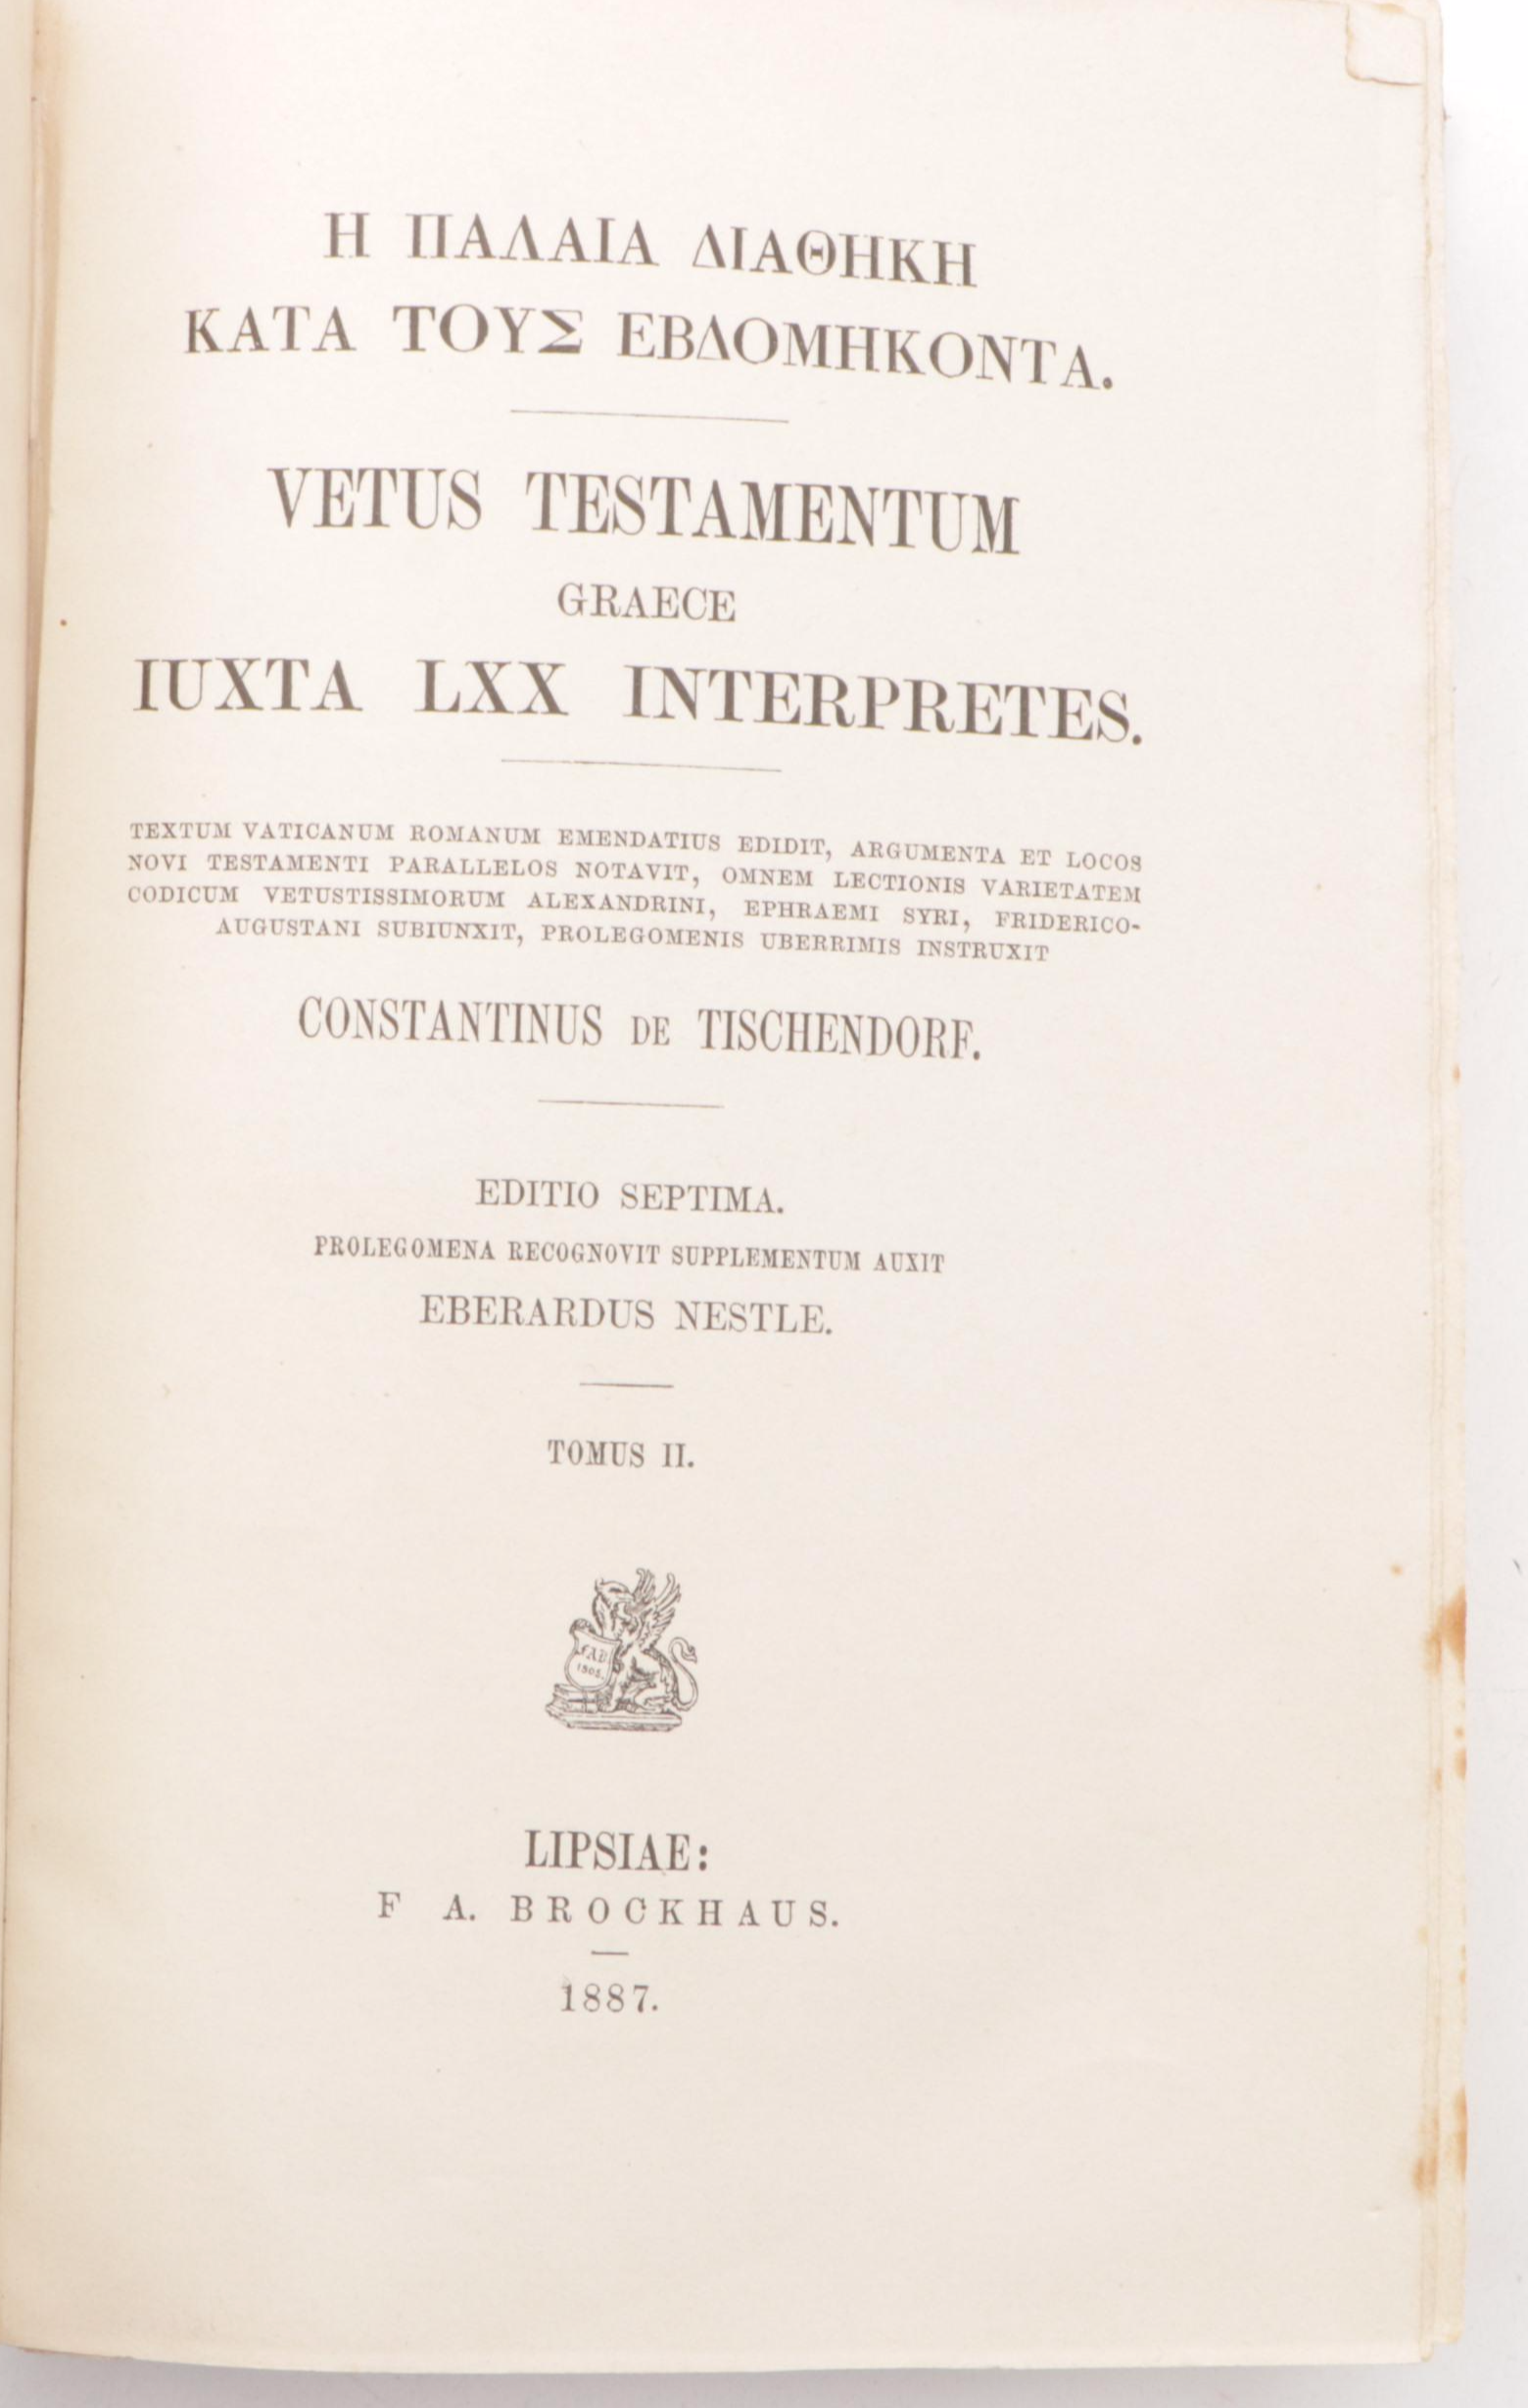 Η ΠΑΛΑΙΑ ΔΙΑΘΗΚΗ
ΚΑΤΑ ΤΟΥΣ ΕΒΔΟΜΗΚΟΝΤΑ.
VETUS TESTAMENTUM
GRAECE
IUXTA LXX INTERPRETES.
TEXTUM VATICANUM ROMANUM EMENDATIUS EDIDIT, ARGUMENTA ET LOCOS
NOVI TESTAMENTI PARALLELOS NOTAVIT, OMNEM LECTIONIS VARIETATEM
CODICUM VETUSTISSIMORUM ALEXANDRINI, EPHRAEMI SYRI, FRIDERICO-
AUGUSTANI SUBIUNXIT, PROLEGOMENIS UBERRIMIS INSTRUXIT
CONSTANTINUS DE TISCHENDORF.
EDITIO SEPTIMA.
PROLEGOMENA RECOGNOVIT SUPPLEMENTUM AUXIT
EBERARDUS NESTLE.
TOMUS II.
FAB
1805.
LIPSIAE:
F A. BROCKHAUS.
1887.